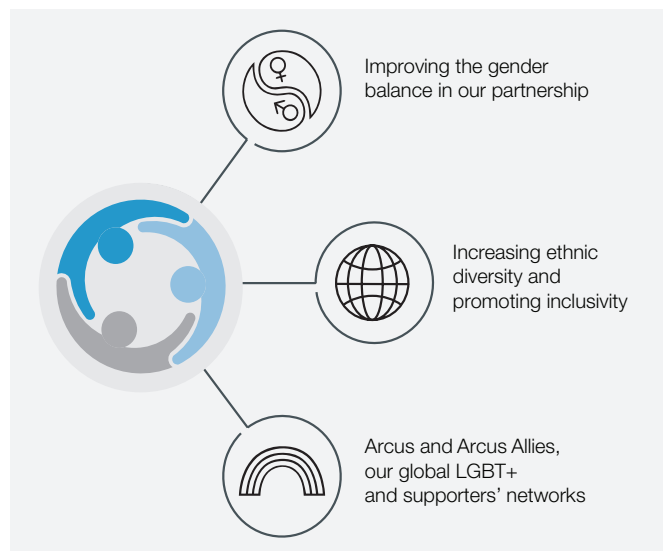 Improving the gender
balance in our partnership
Increasing ethnic
diversity and
promoting inclusivity
Arcus and Arcus Allies,
our global LGBT+
and supporters’ networks